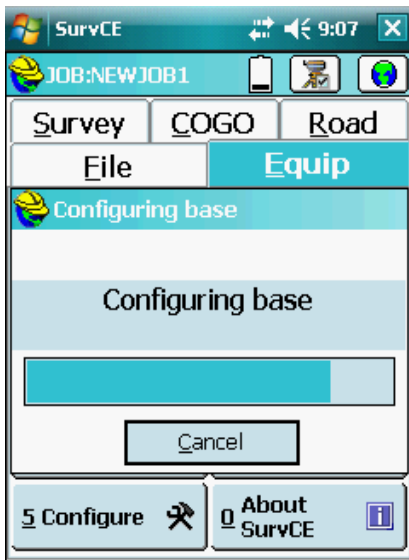 SurvCE 9:07
JOB:NEWJOB1
Survey COGO Road
File Equip
Configuring base
Configuring base
Cancel
5 Configure 0 About SurvCE